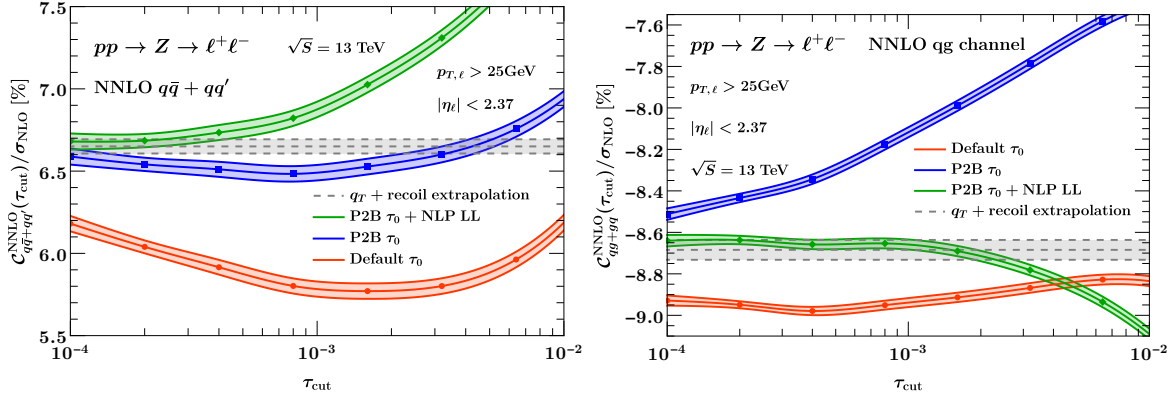 pp → Z → ℓ⁺ℓ⁻ √S = 13 TeV
NNLO qq̄ + qq′
p_{T,ℓ} > 25GeV
|η_ℓ| < 2.37
q_T + recoil extrapolation
P2B τ₀ + NLP LL
P2B τ₀
Default τ₀
C^{NNLO}_{qq̄+qq′}(τ_cut)/σ_NLO [%]
7.5
7.0
6.5
6.0
5.5
10⁻⁴
10⁻³
10⁻²
τ_cut
pp → Z → ℓ⁺ℓ⁻ NNLO qg channel
p_{T,ℓ} > 25GeV
|η_ℓ| < 2.37
√S = 13 TeV
Default τ₀
P2B τ₀
P2B τ₀ + NLP LL
q_T + recoil extrapolation
C^{NNLO}_{qg+gq}(τ_cut)/σ_NLO [%]
-7.6
-7.8
-8.0
-8.2
-8.4
-8.6
-8.8
-9.0
10⁻⁴
10⁻³
10⁻²
τ_cut